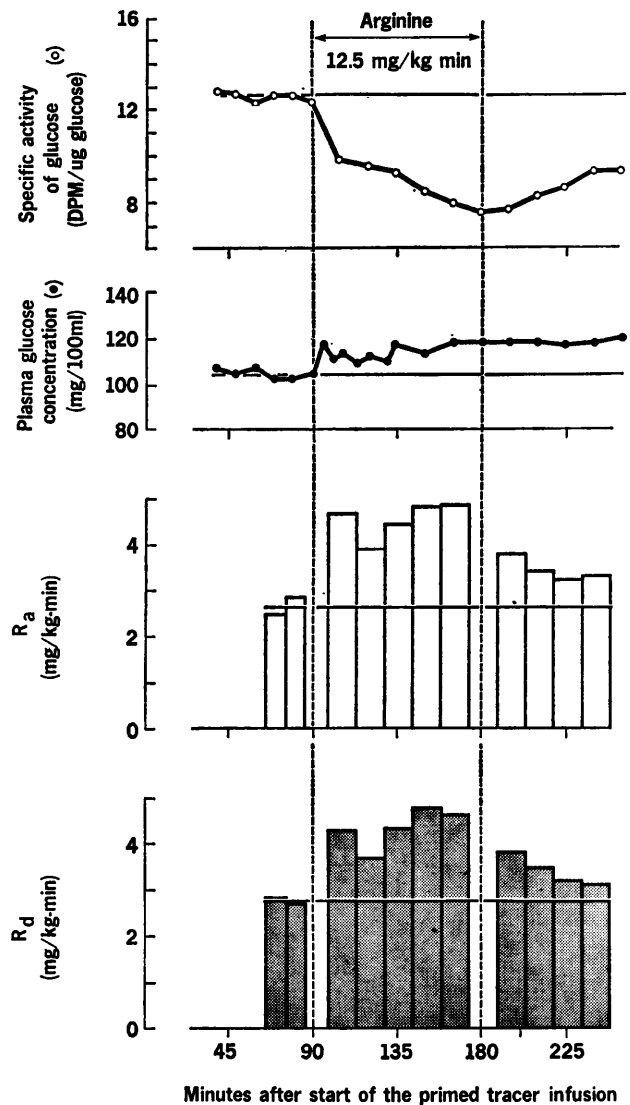 Arginine
12.5 mg/kg min
Specific activity (○)
of glucose
(DPM/ug glucose)
16
12
8
Plasma glucose
concentration (●)
(mg/100ml)
140
120
100
80
Ra
(mg/kg-min)
4
2
0
Rd
(mg/kg-min)
4
2
0
45 90 135 180 225
Minutes after start of the primed tracer infusion